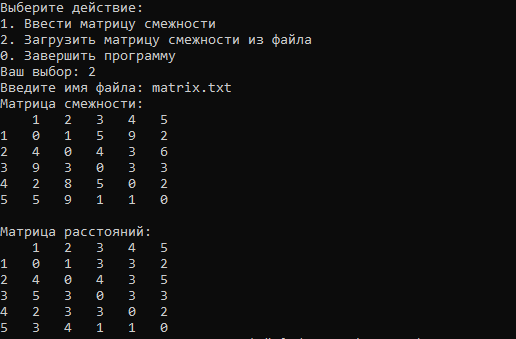 Выберите действие:
1. Ввести матрицу смежности
2. Загрузить матрицу смежности из файла
0. Завершить программу
Ваш выбор: 2
Введите имя файла: matrix.txt
Матрица смежности:
1 2 3 4 5
1 0 1 5 9 2
2 4 0 4 3 6
3 9 3 0 3 3
4 2 8 5 0 2
5 5 9 1 1 0
Матрица расстояний:
1 2 3 4 5
1 0 1 3 3 2
2 4 0 4 3 5
3 5 3 0 3 3
4 2 3 3 0 2
5 3 4 1 1 0